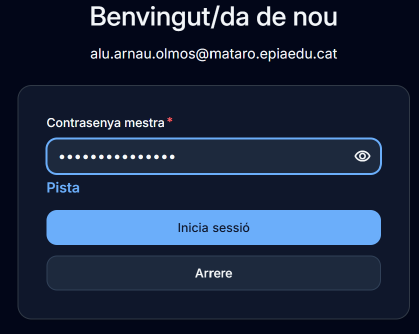 Benvingut/da de nou
alu.arnau.olmos@mataro.epiaedu.cat
Contrasenya mestra *
•••••••••••••••
Pista
Inicia sessió
Arrere